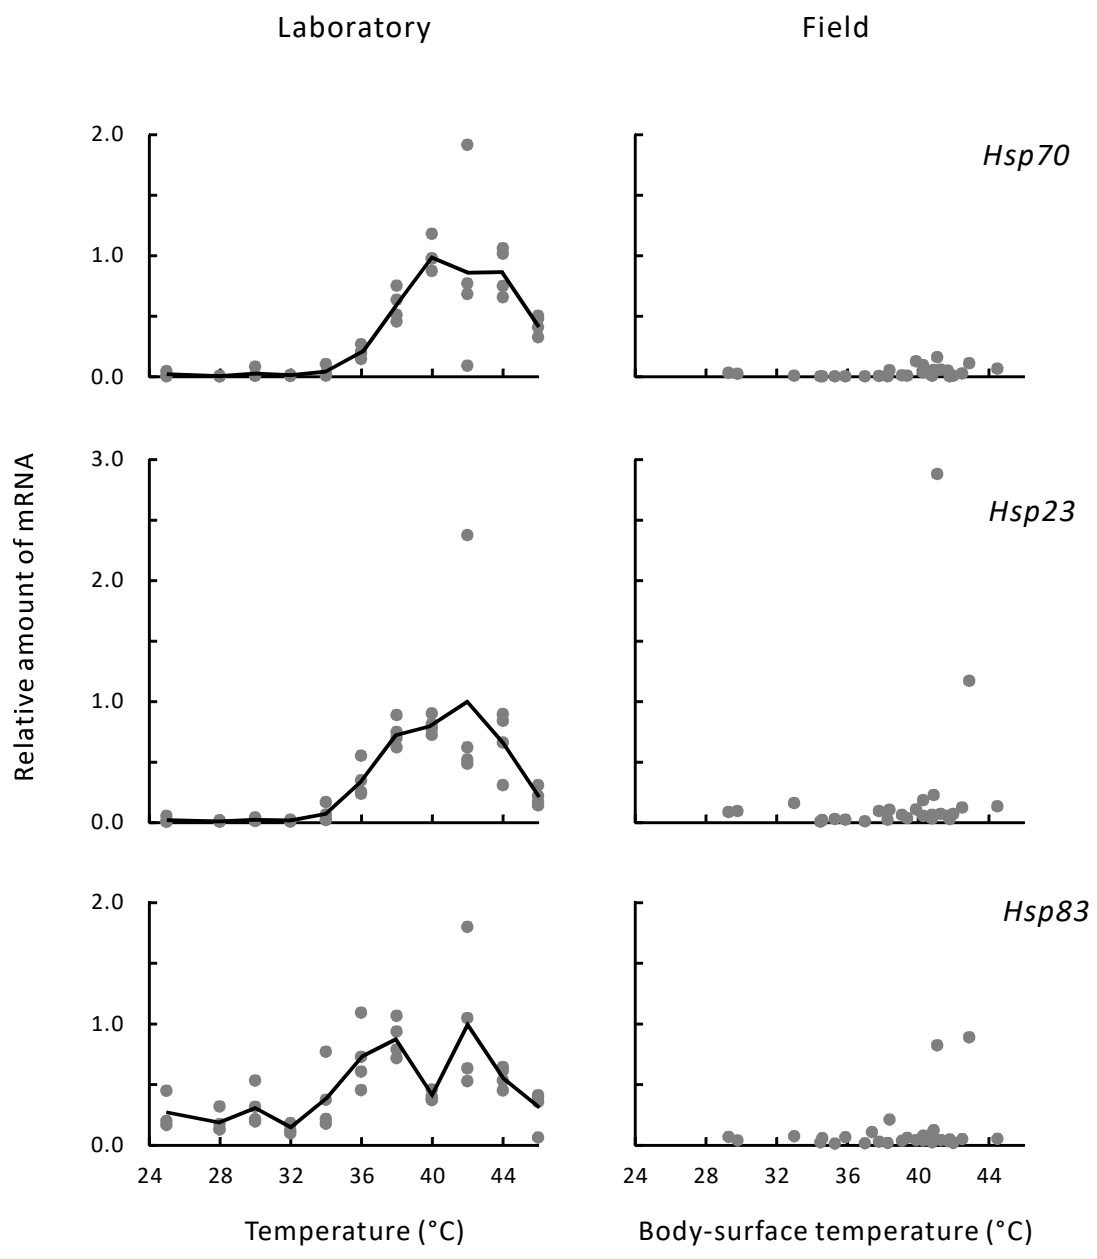 Laboratory
Field
2.0
1.0
0.0
Hsp70
Relative amount of mRNA
3.0
2.0
1.0
0.0
Hsp23
2.0
1.0
0.0
Hsp83
24 28 32 36 40 44
24 28 32 36 40 44
Temperature (°C)
Body-surface temperature (°C)